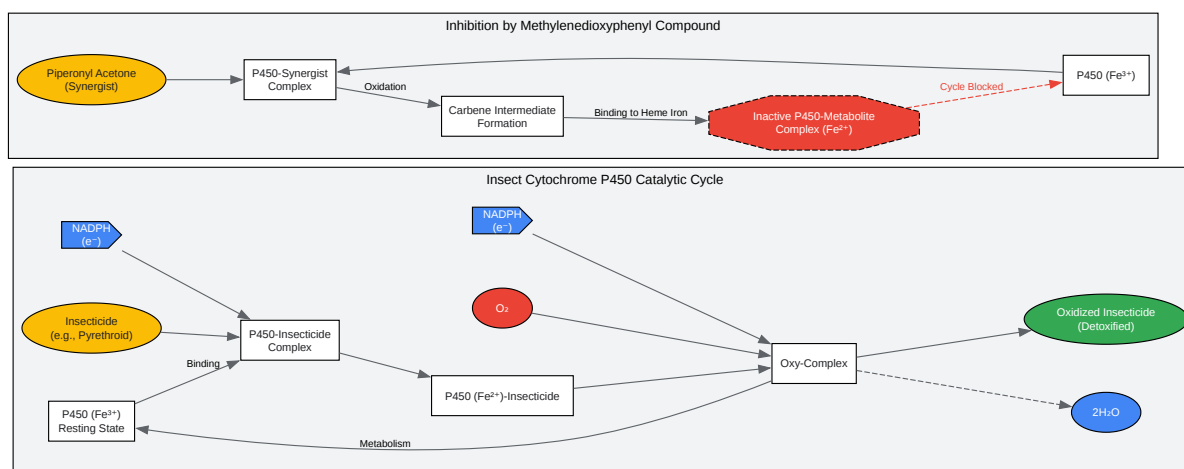 Inhibition by Methylenedioxyphenyl Compound
Piperonyl Acetone
(Synergist)
P450-Synergist
Complex
Oxidation
Carbene Intermediate
Formation
Binding to Heme Iron
Inactive P450-Metabolite
Complex (Fe²⁺)
Cycle Blocked
P450 (Fe³⁺)
Insect Cytochrome P450 Catalytic Cycle
NADPH
(e⁻)
NADPH
(e⁻)
Insecticide
(e.g., Pyrethroid)
P450-Insecticide
Complex
Binding
P450 (Fe³⁺)
Resting State
O₂
P450 (Fe²⁺)-Insecticide
Oxy-Complex
Metabolism
Oxidized Insecticide
(Detoxified)
2H₂O